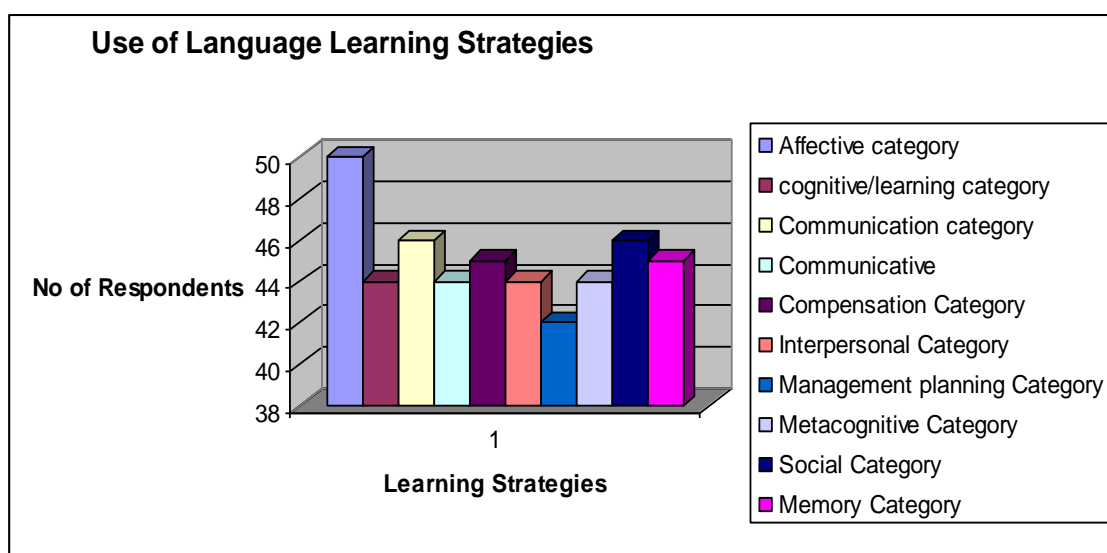 Use of Language Learning Strategies
50
48
46
44
42
40
38
No of Respondents
1
Learning Strategies
Affective category
cognitive/learning category
Communication category
Communicative
Compensation Category
Interpersonal Category
Management planning Category
Metacognitive Category
Social Category
Memory Category